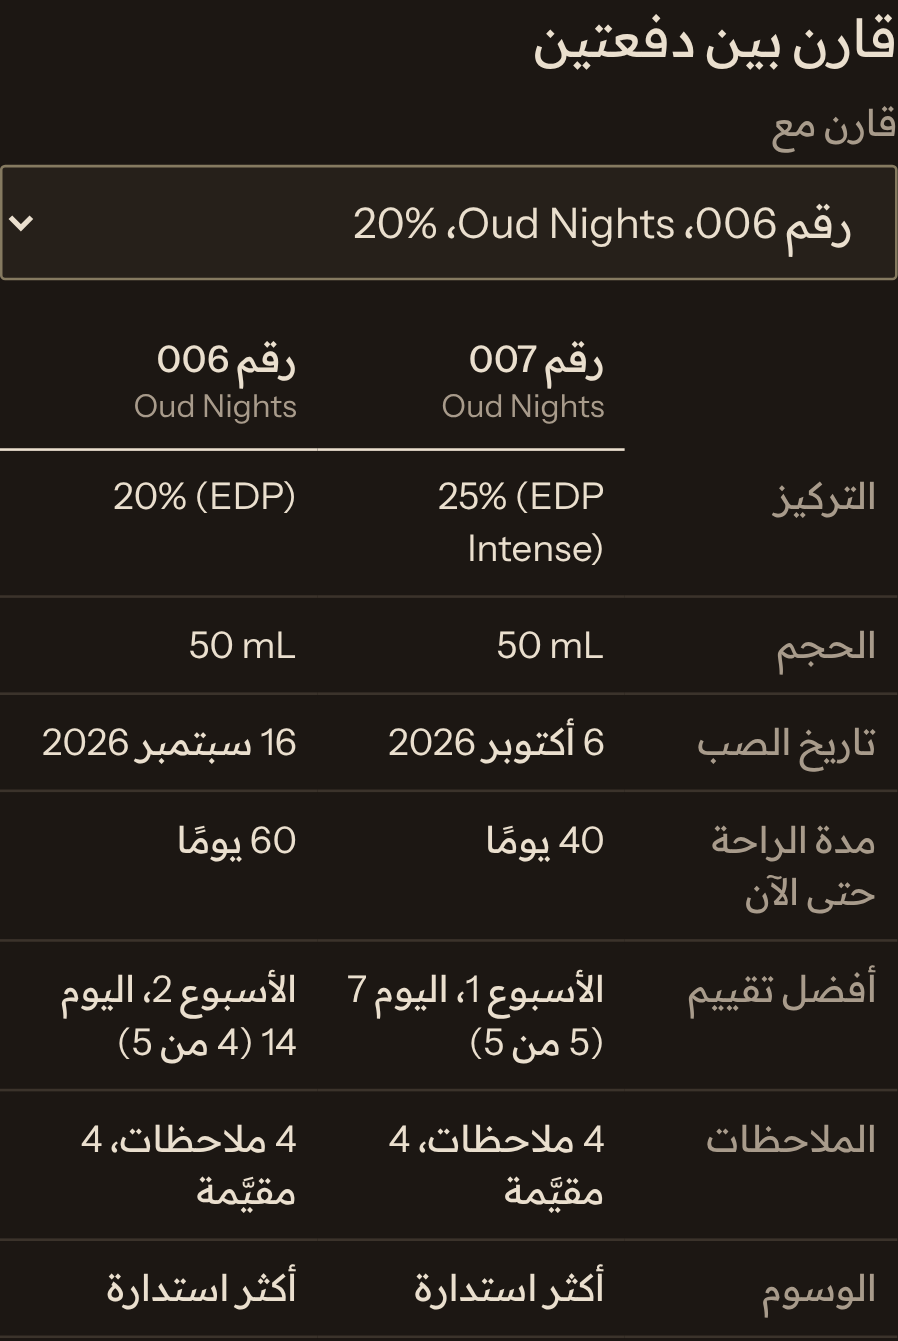 قارن بين دفعتين
قارن مع
رقم 006، Oud Nights، 20%
رقم 007
Oud Nights
رقم 006
Oud Nights
التركيز
25% (EDP
Intense)
20% (EDP)
الحجم
50 mL
50 mL
تاريخ الصب
6 أكتوبر 2026
16 سبتمبر 2026
مدة الراحة
حتى الآن
40 يومًا
60 يومًا
أفضل تقييم
الأسبوع 1، اليوم 7
(5 من 5)
الأسبوع 2، اليوم
14 (4 من 5)
الملاحظات
4 ملاحظات، 4
مقيَّمة
4 ملاحظات، 4
مقيَّمة
الوسوم
أكثر استدارة
أكثر استدارة